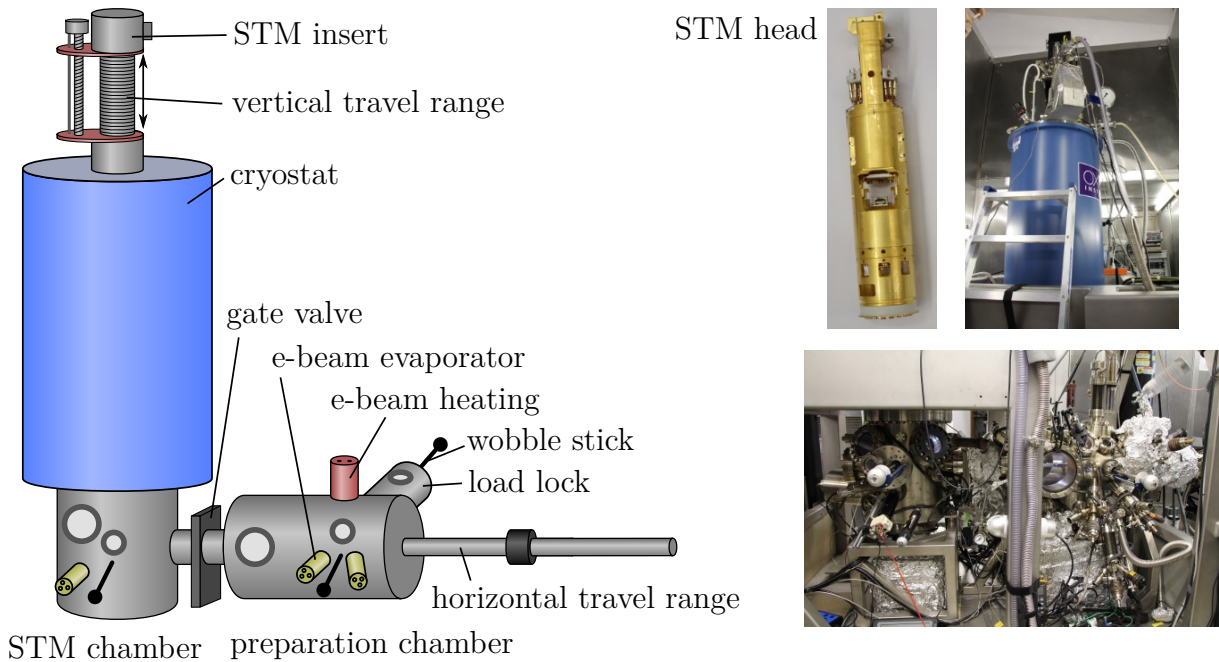 STM insert
vertical travel range
cryostat
gate valve
e-beam evaporator
e-beam heating
wobble stick
load lock
horizontal travel range
STM chamber
preparation chamber
STM head